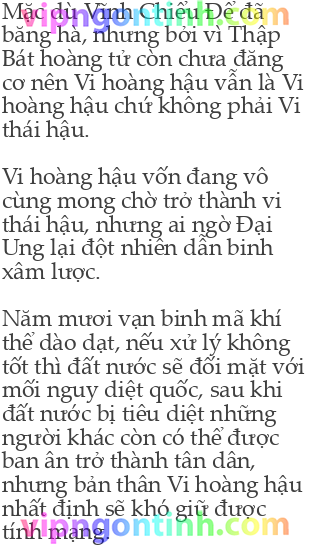 Mặc dù Vĩnh Chiểu Đế đã
băng hà, nhưng bởi vì Thập
Bát hoàng tử còn chưa đăng
cơ nên Vi hoàng hậu vẫn là Vi
hoàng hậu chứ không phải Vi
thái hậu.
Vi hoàng hậu vốn đang vô
cùng mong chờ trở thành vi
thái hậu, nhưng ai ngờ Đại
Ung lại đột nhiên dẫn binh
xâm lược.
Năm mươi vạn binh mã khí
thể dào dạt, nếu xử lý không
tốt thì đất nước sẽ đối mặt với
mối nguy diệt quốc, sau khi
đất nước bị tiêu diệt những
người khác còn có thể được
ban ân trở thành tân dân,
nhưng bản thân Vi hoàng hậu
nhất định sẽ khó giữ được
tính mạng.
vipngontinh.com
vipngontinh.com